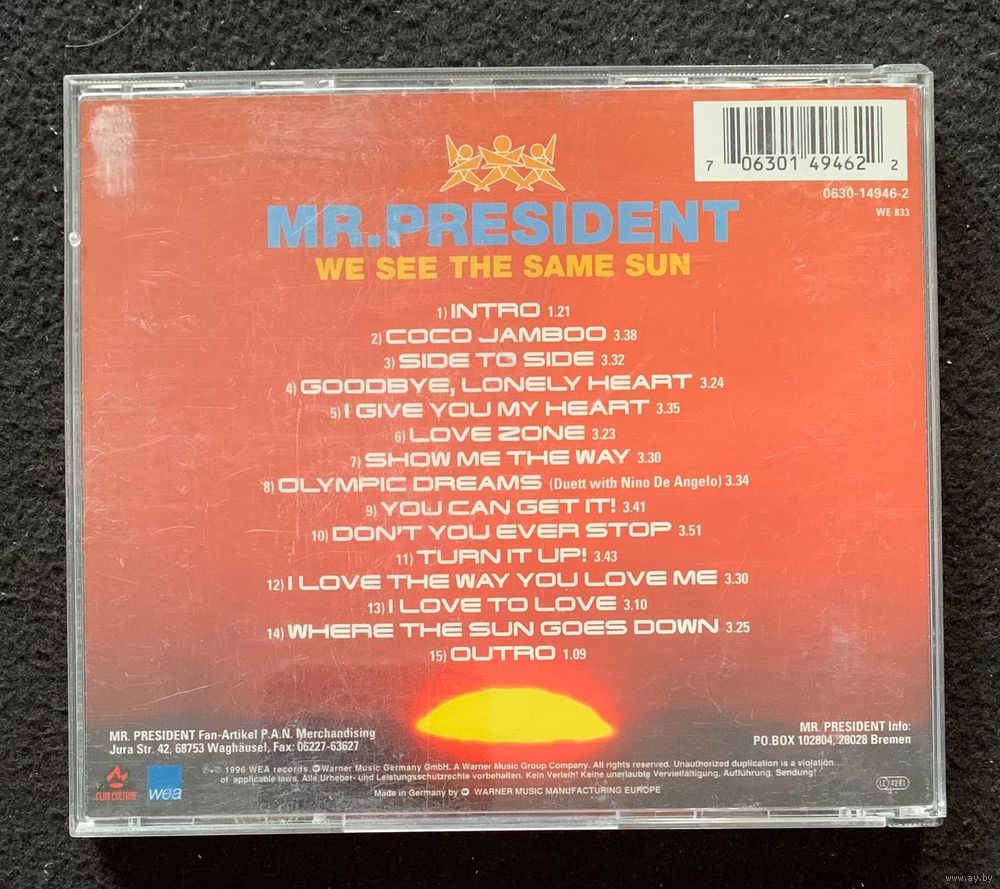 7 06301 49462 2
0630-14946-2
WE 833
MR.PRESIDENT
WE SEE THE SAME SUN
1) INTRO 1.21
2) COCO JAMBOO 3.38
3) SIDE TO SIDE 3.32
4) GOODBYE, LONELY HEART 3.24
5) I GIVE YOU MY HEART 3.35
6) LOVE ZONE 3.23
7) SHOW ME THE WAY 3.30
8) OLYMPIC DREAMS (Duett with Nino De Angelo) 3.34
9) YOU CAN GET IT! 3.41
10) DON'T YOU EVER STOP 3.51
11) TURN IT UP! 3.43
12) I LOVE THE WAY YOU LOVE ME 3.30
13) I LOVE TO LOVE 3.10
14) WHERE THE SUN GOES DOWN 3.25
15) OUTRO 1.09
MR. PRESIDENT Fan-Artikel P.A.N. Merchandising
Jura Str. 42, 68753 Waghäusel, Fax: 06227-63627
MR. PRESIDENT Info:
PO.BOX 102804, 28028 Bremen
CLUB CULTURE
wea
℗+© 1996 WEA records. Warner Music Germany GmbH. A Warner Music Group Company. All rights reserved. Unauthorized duplication is a violation
of applicable laws. Alle Urheber- und Leistungsschutzrechte vorbehalten. Kein Verleih! Keine unerlaubte Vervielfältigung, Aufführung, Sendung!
Made in Germany by WARNER MUSIC MANUFACTURING EUROPE
LC 4281
www.ay.by